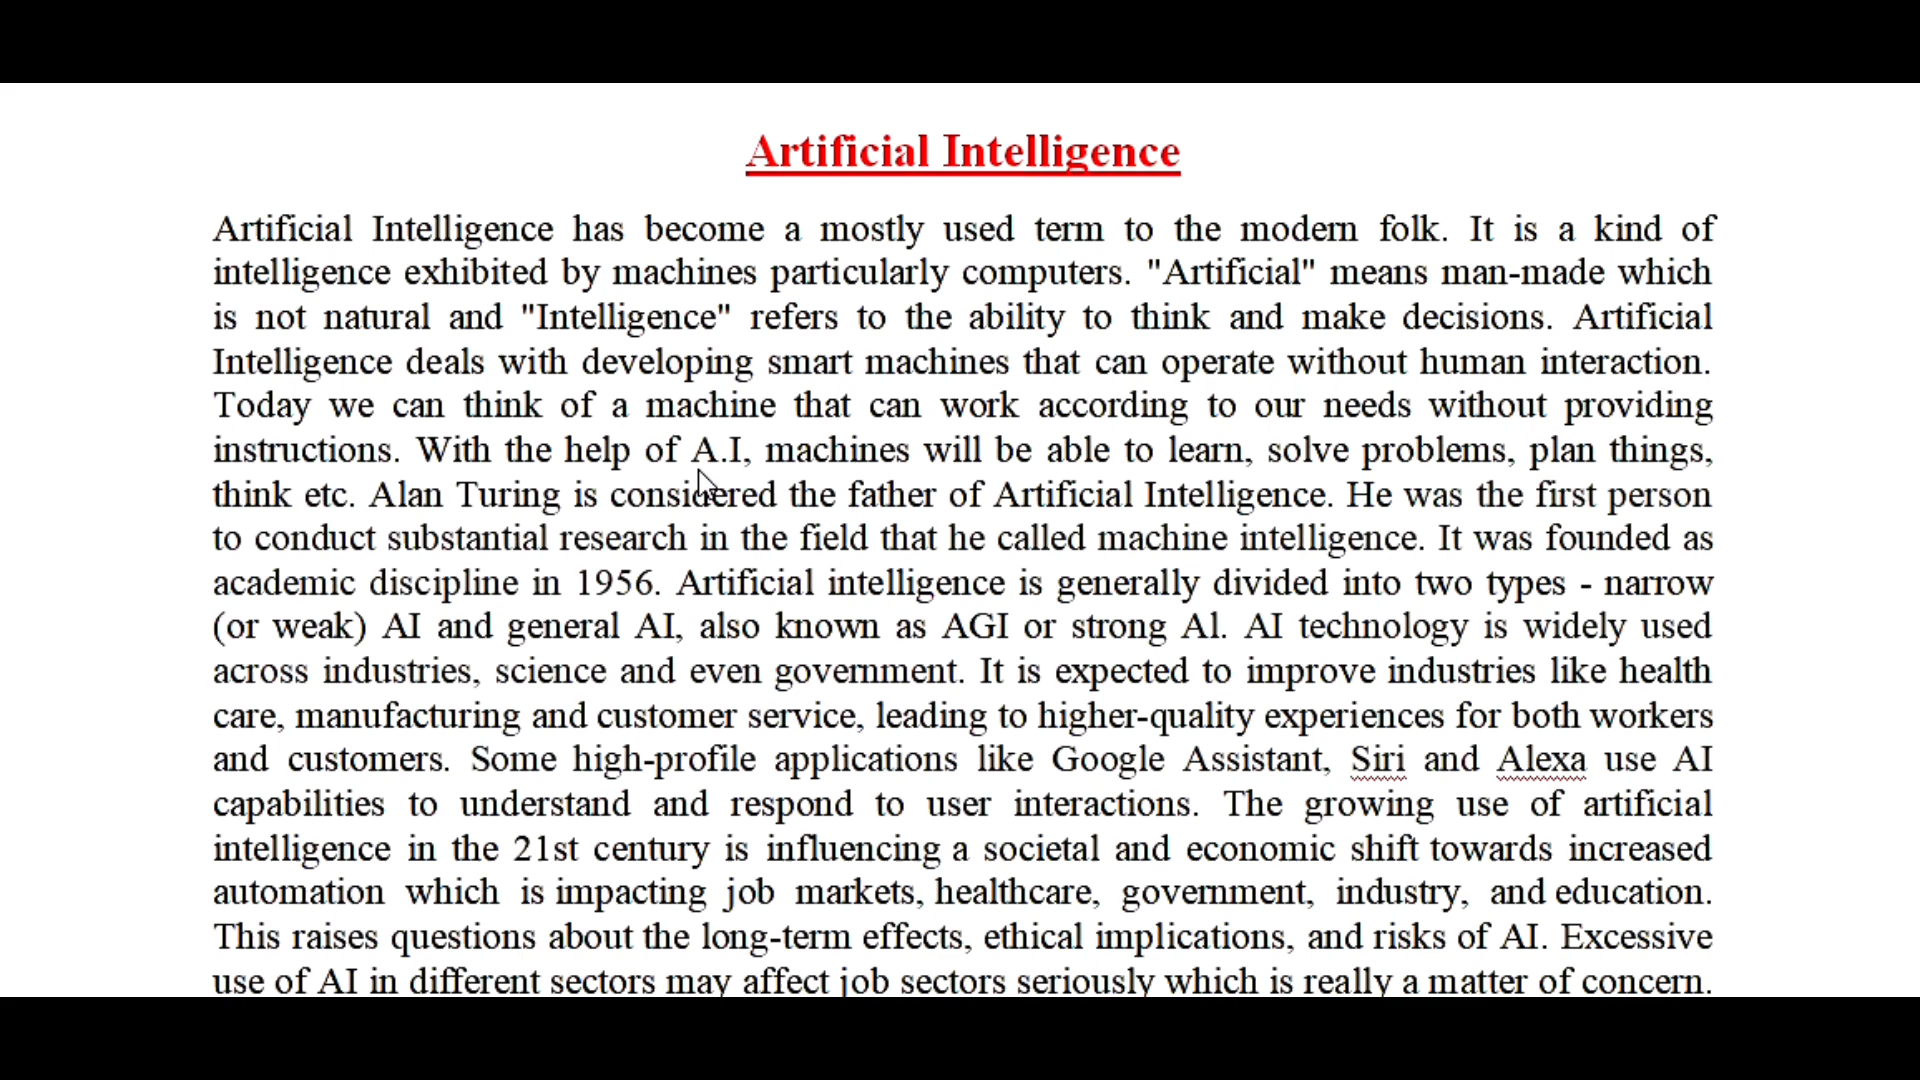 Artificial Intelligence
Artificial Intelligence has become a mostly used term to the modern folk. It is a kind of
intelligence exhibited by machines particularly computers. "Artificial" means man-made which
is not natural and "Intelligence" refers to the ability to think and make decisions. Artificial
Intelligence deals with developing smart machines that can operate without human interaction.
Today we can think of a machine that can work according to our needs without providing
instructions. With the help of A.I, machines will be able to learn, solve problems, plan things,
think etc. Alan Turing is considered the father of Artificial Intelligence. He was the first person
to conduct substantial research in the field that he called machine intelligence. It was founded as
academic discipline in 1956. Artificial intelligence is generally divided into two types - narrow
(or weak) AI and general AI, also known as AGI or strong Al. AI technology is widely used
across industries, science and even government. It is expected to improve industries like health
care, manufacturing and customer service, leading to higher-quality experiences for both workers
and customers. Some high-profile applications like Google Assistant, Siri and Alexa use AI
capabilities to understand and respond to user interactions. The growing use of artificial
intelligence in the 21st century is influencing a societal and economic shift towards increased
automation which is impacting job markets, healthcare, government, industry, and education.
This raises questions about the long-term effects, ethical implications, and risks of AI. Excessive
use of AI in different sectors may affect job sectors seriously which is really a matter of concern.